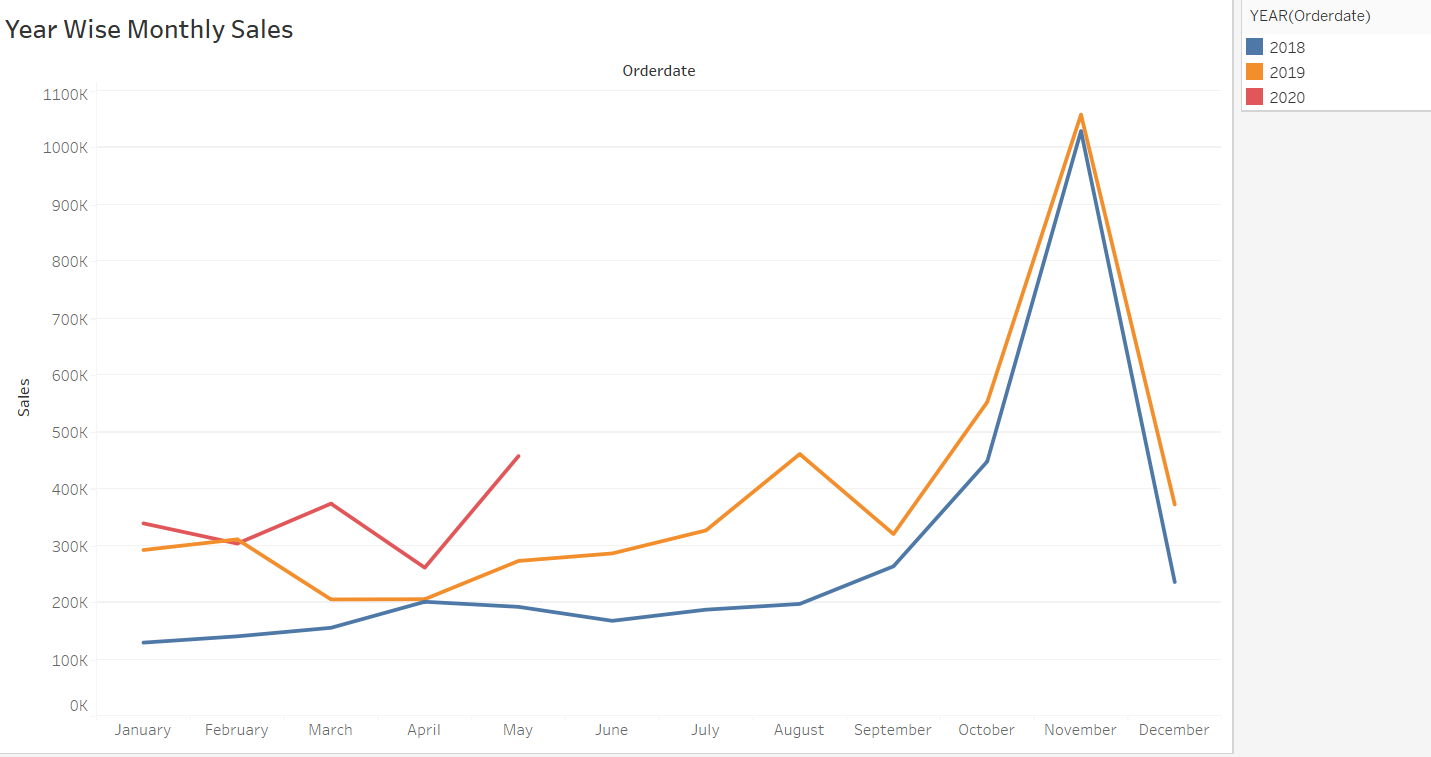 Year Wise Monthly Sales
YEAR(Orderdate)
2018
2019
2020
Orderdate
1100K
1000K
900K
800K
700K
600K
500K
400K
300K
200K
100K
0K
Sales
January February March April May June July August September October November December